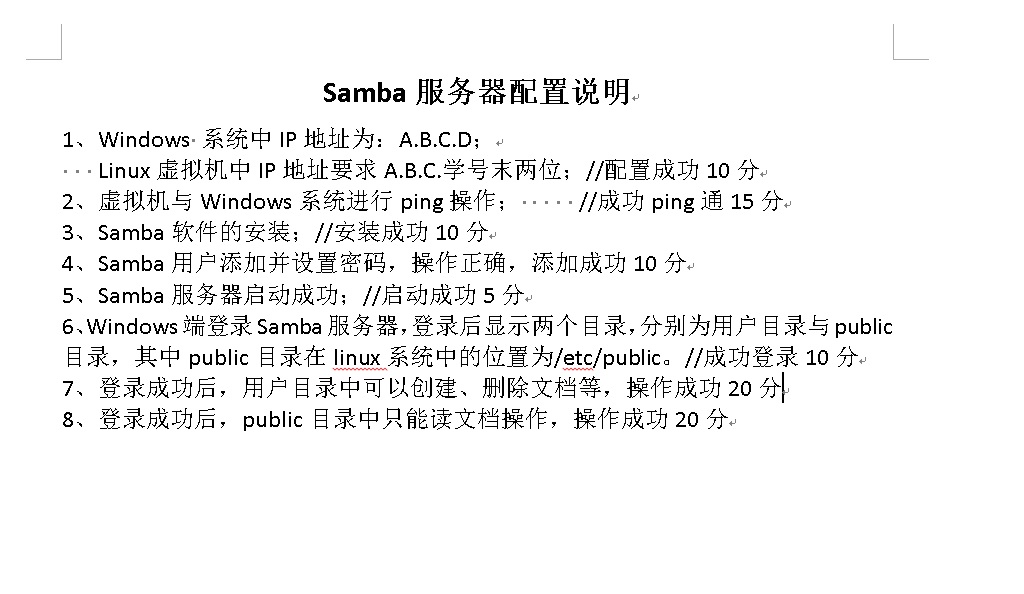 Samba 服务器配置说明
1、Windows 系统中 IP 地址为：A.B.C.D；
Linux 虚拟机中 IP 地址要求 A.B.C.学号末两位；//配置成功 10 分
2、虚拟机与 Windows 系统进行 ping 操作；//成功 ping 通 15 分
3、Samba 软件的安装；//安装成功 10 分
4、Samba 用户添加并设置密码，操作正确，添加成功 10 分
5、Samba 服务器启动成功；//启动成功 5 分
6、Windows 端登录 Samba 服务器，登录后显示两个目录，分别为用户目录与 public
目录，其中 public 目录在 linux 系统中的位置为/etc/public。//成功登录 10 分
7、登录成功后，用户目录中可以创建、删除文档等，操作成功 20 分
8、登录成功后，public 目录中只能读文档操作，操作成功 20 分